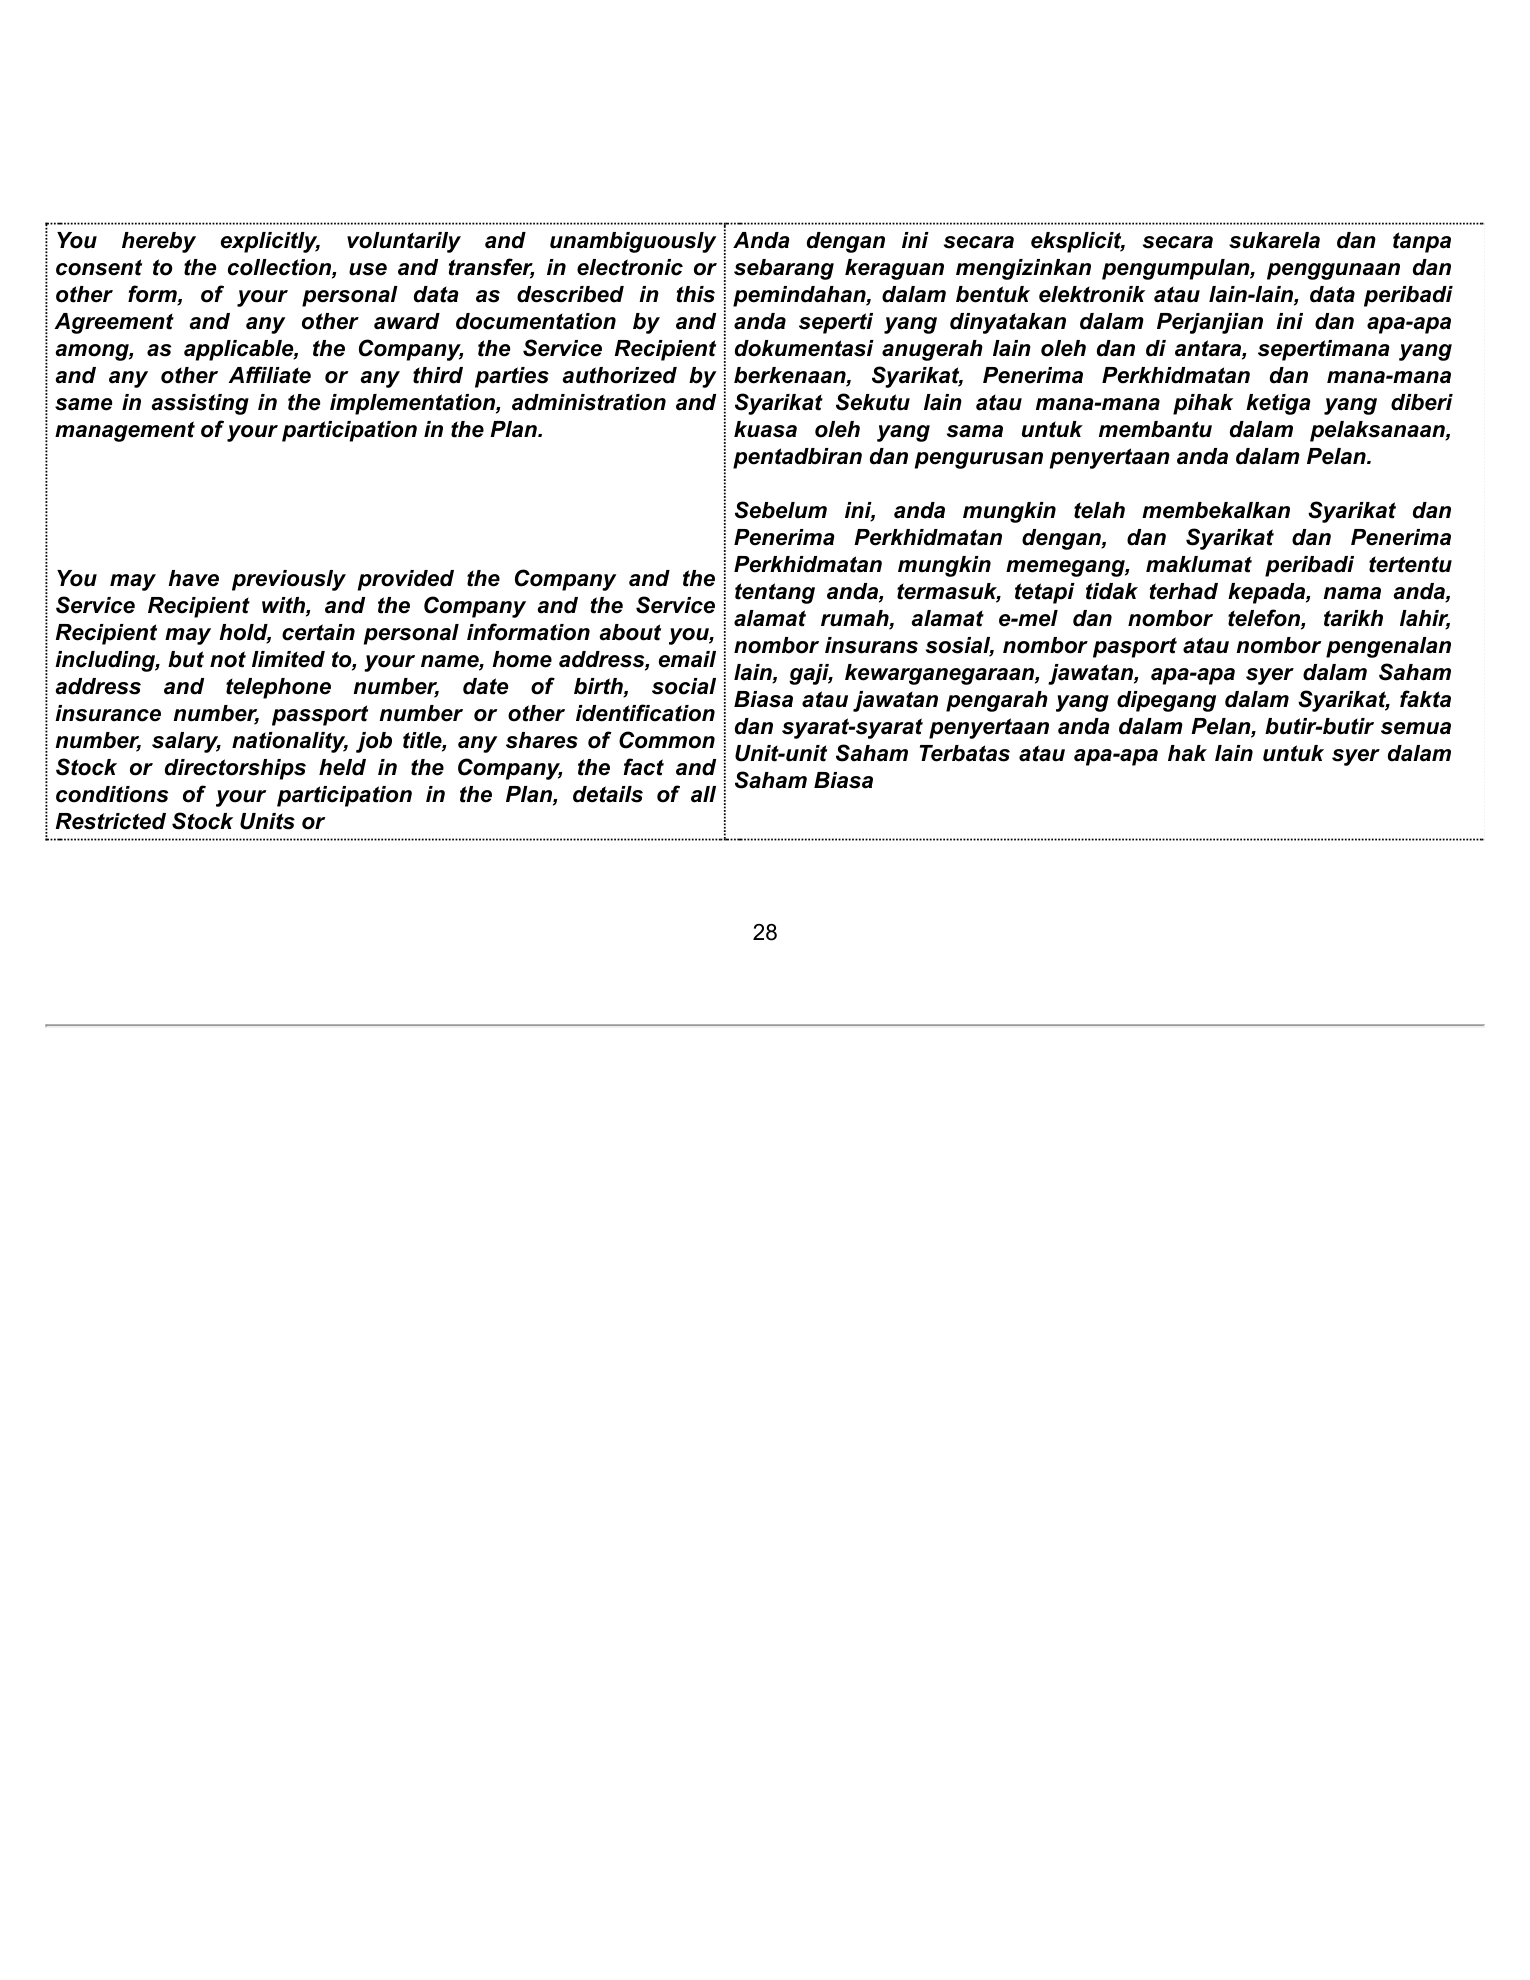 You hereby explicitly, voluntarily and unambiguously
consent to the collection, use and transfer, in electronic or
other form, of your personal data as described in this
Agreement and any other award documentation by and
among, as applicable, the Company, the Service Recipient
and any other Affiliate or any third parties authorized by
same in assisting in the implementation, administration and
management of your participation in the Plan.
You may have previously provided the Company and the
Service Recipient with, and the Company and the Service
Recipient may hold, certain personal information about you,
including, but not limited to, your name, home address, email
address and telephone number, date of birth, social
insurance number, passport number or other identification
number, salary, nationality, job title, any shares of Common
Stock or directorships held in the Company, the fact and
conditions of your participation in the Plan, details of all
Restricted Stock Units or
Anda dengan ini secara eksplicit, secara sukarela dan tanpa
sebarang keraguan mengizinkan pengumpulan, penggunaan dan
pemindahan, dalam bentuk elektronik atau lain-lain, data peribadi
anda seperti yang dinyatakan dalam Perjanjian ini dan apa-apa
dokumentasi anugerah lain oleh dan di antara, sepertimana yang
berkenaan, Syarikat, Penerima Perkhidmatan dan mana-mana
Syarikat Sekutu lain atau mana-mana pihak ketiga yang diberi
kuasa oleh yang sama untuk membantu dalam pelaksanaan,
pentadbiran dan pengurusan penyertaan anda dalam Pelan.
Sebelum ini, anda mungkin telah membekalkan Syarikat dan
Penerima Perkhidmatan dengan, dan Syarikat dan Penerima
Perkhidmatan mungkin memegang, maklumat peribadi tertentu
tentang anda, termasuk, tetapi tidak terhad kepada, nama anda,
alamat rumah, alamat e-mel dan nombor telefon, tarikh lahir,
nombor insurans sosial, nombor pasport atau nombor pengenalan
lain, gaji, kewarganegaraan, jawatan, apa-apa syer dalam Saham
Biasa atau jawatan pengarah yang dipegang dalam Syarikat, fakta
dan syarat-syarat penyertaan anda dalam Pelan, butir-butir semua
Unit-unit Saham Terbatas atau apa-apa hak lain untuk syer dalam
Saham Biasa
28